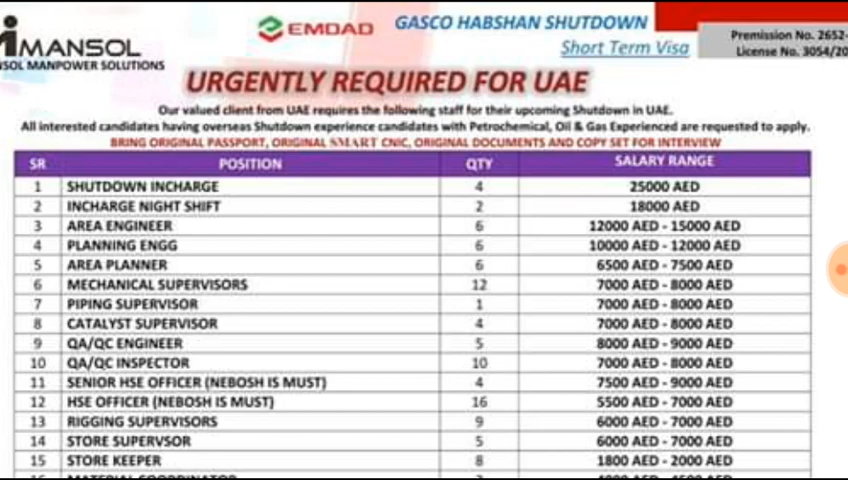 EMDAD
GASCO HABSHAN SHUTDOWN
Short Term Visa
Premission No. 2652-
License No. 3054/20
MANSOL
SOL MANPOWER SOLUTIONS
URGENTLY REQUIRED FOR UAE
Our valued client from UAE requires the following staff for their upcoming Shutdown in UAE.
All interested candidates having overseas Shutdown experience candidates with Petrochemical, Oil & Gas Experienced are requested to apply.
BRING ORIGINAL PASSPORT, ORIGINAL SMART CNIC, ORIGINAL DOCUMENTS AND COPY SET FOR INTERVIEW
SR POSITION QTY SALARY RANGE
1 SHUTDOWN INCHARGE 4 25000 AED
2 INCHARGE NIGHT SHIFT 2 18000 AED
3 AREA ENGINEER 6 12000 AED - 15000 AED
4 PLANNING ENGG 6 10000 AED - 12000 AED
5 AREA PLANNER 6 6500 AED - 7500 AED
6 MECHANICAL SUPERVISORS 12 7000 AED - 8000 AED
7 PIPING SUPERVISOR 1 7000 AED - 8000 AED
8 CATALYST SUPERVISOR 4 7000 AED - 8000 AED
9 QA/QC ENGINEER 5 8000 AED - 9000 AED
10 QA/QC INSPECTOR 10 7000 AED - 8000 AED
11 SENIOR HSE OFFICER (NEBOSH IS MUST) 4 7500 AED - 9000 AED
12 HSE OFFICER (NEBOSH IS MUST) 16 5500 AED - 7000 AED
13 RIGGING SUPERVISORS 9 6000 AED - 7000 AED
14 STORE SUPERVSOR 5 6000 AED - 7000 AED
15 STORE KEEPER 8 1800 AED - 2000 AED